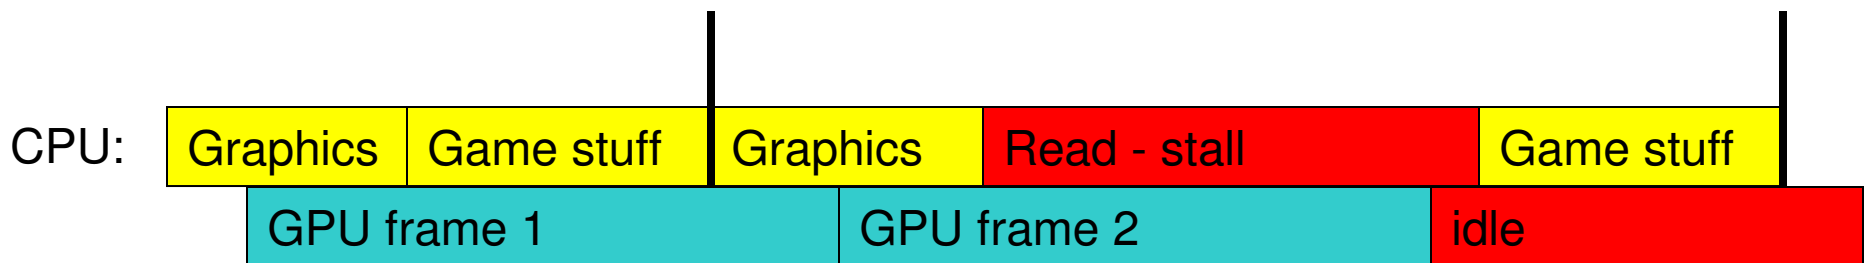 CPU: Graphics Game stuff Graphics Read - stall Game stuff
GPU frame 1 GPU frame 2 idle